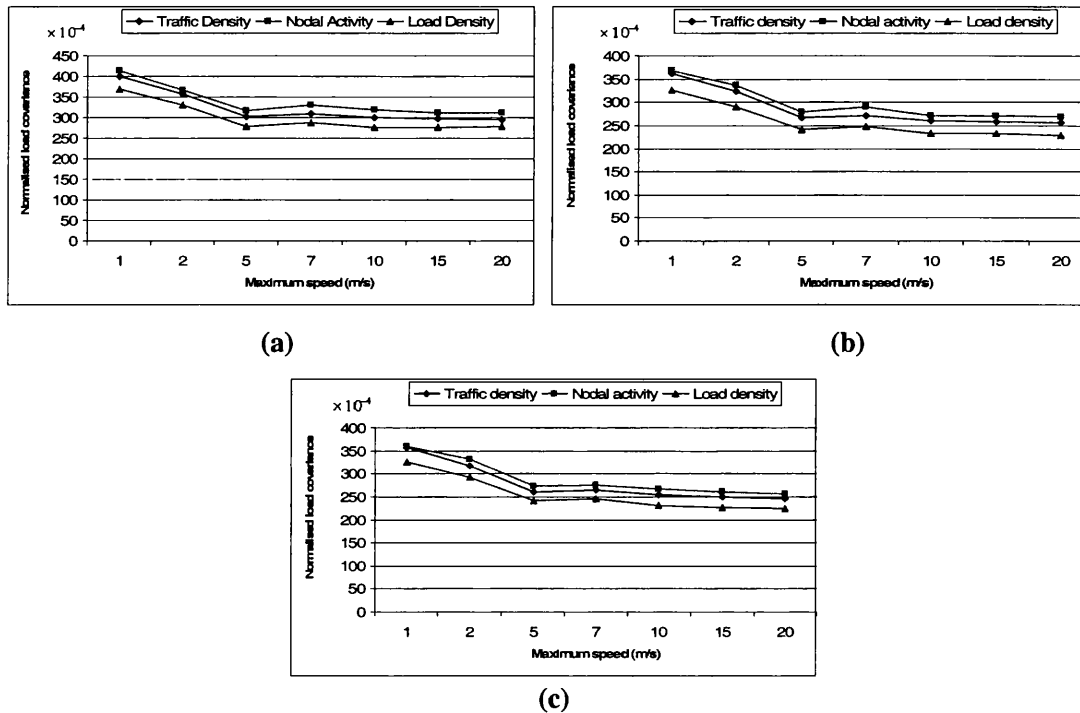 Traffic Density Nodal Activity Load Density
× 10⁻⁴
Normalised load coverience
450
400
350
300
250
200
150
100
50
0
1 2 5 7 10 15 20
Maximum speed (m/s)
(a)
Traffic density Nodal activity Load density
× 10⁻⁴
Normalised load coverience
400
350
300
250
200
150
100
50
0
1 2 5 7 10 15 20
Maximum speed (m/s)
(b)
Traffic density Nodal activity Load density
× 10⁻⁴
Normalised load coverience
400
350
300
250
200
150
100
50
0
1 2 5 7 10 15 20
Maximum speed (m/s)
(c)